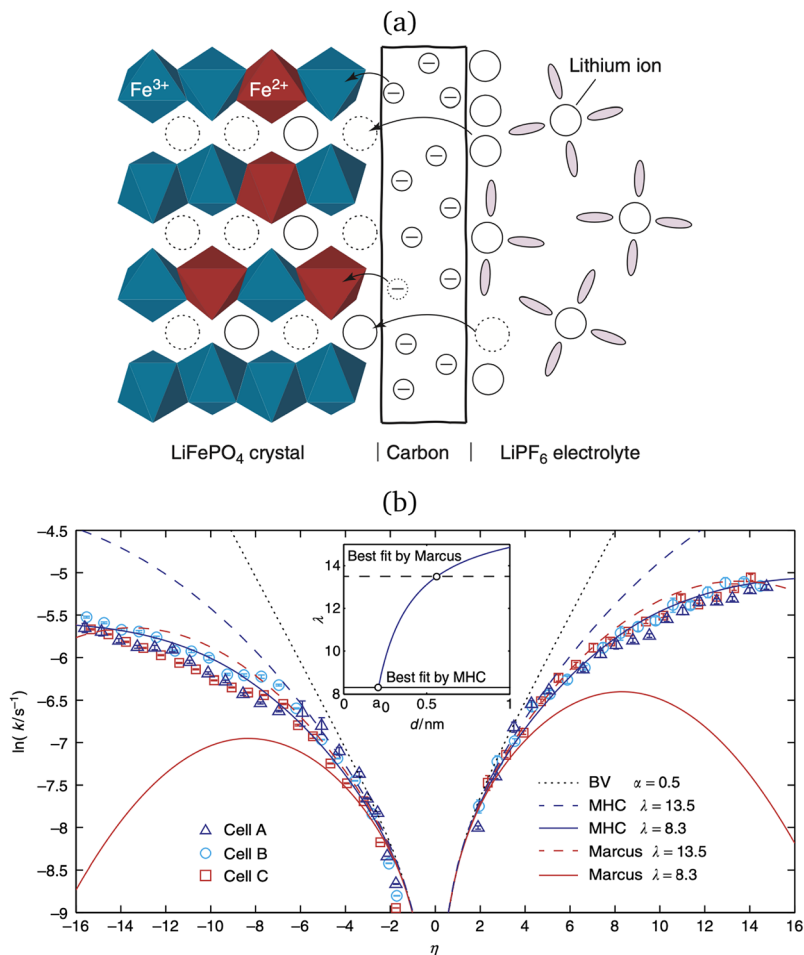 (a)
Fe3+ Fe2+ Lithium ion
LiFePO4 crystal | Carbon | LiPF6 electrolyte
(b)
−4.5
−5
−5.5
−6
−6.5
−7
−7.5
−8
−8.5
−9
ln( k/s−1)
−16 −14 −12 −10 −8 −6 −4 −2 0 2 4 6 8 10 12 14 16
η
14
12
10
8
λ
Best fit by Marcus
Best fit by MHC
0 a0 0.5 1
d/nm
Cell A
Cell B
Cell C
BV α = 0.5
MHC λ = 13.5
MHC λ = 8.3
Marcus λ = 13.5
Marcus λ = 8.3